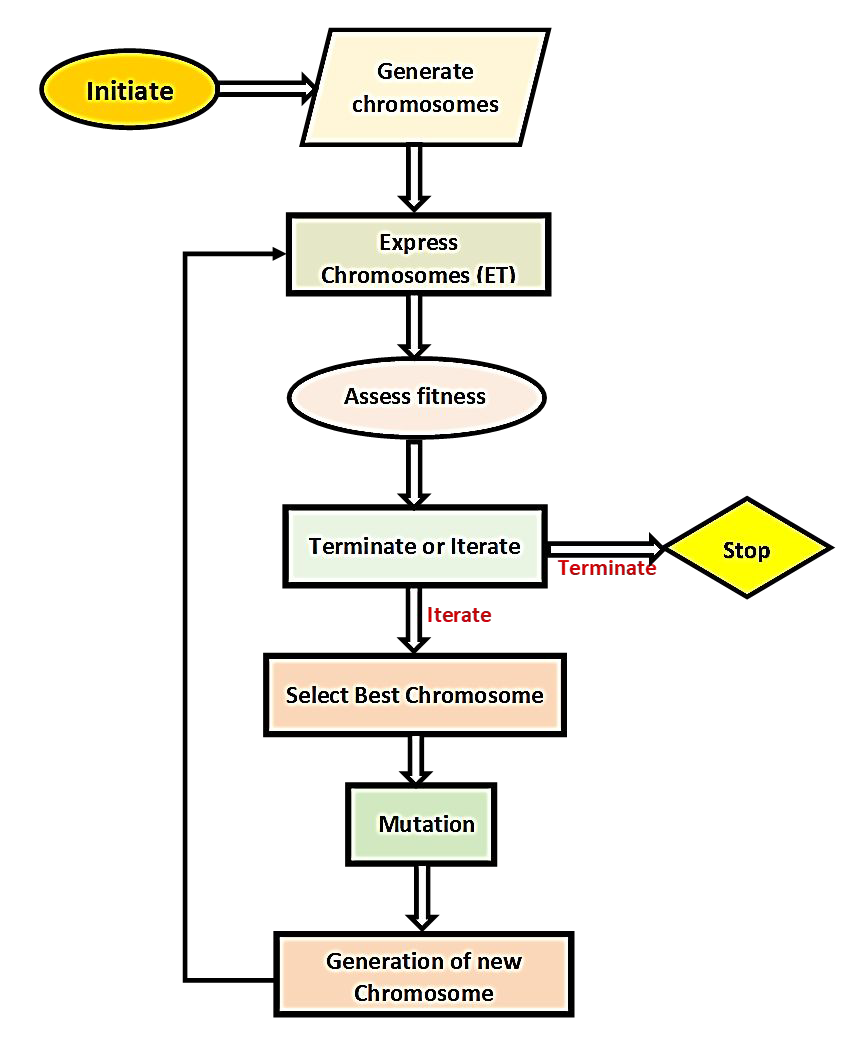 Initiate
Generate
chromosomes
Express
Chromosomes (ET)
Assess fitness
Terminate or Iterate
Terminate
Stop
Iterate
Select Best Chromosome
Mutation
Generation of new
Chromosome